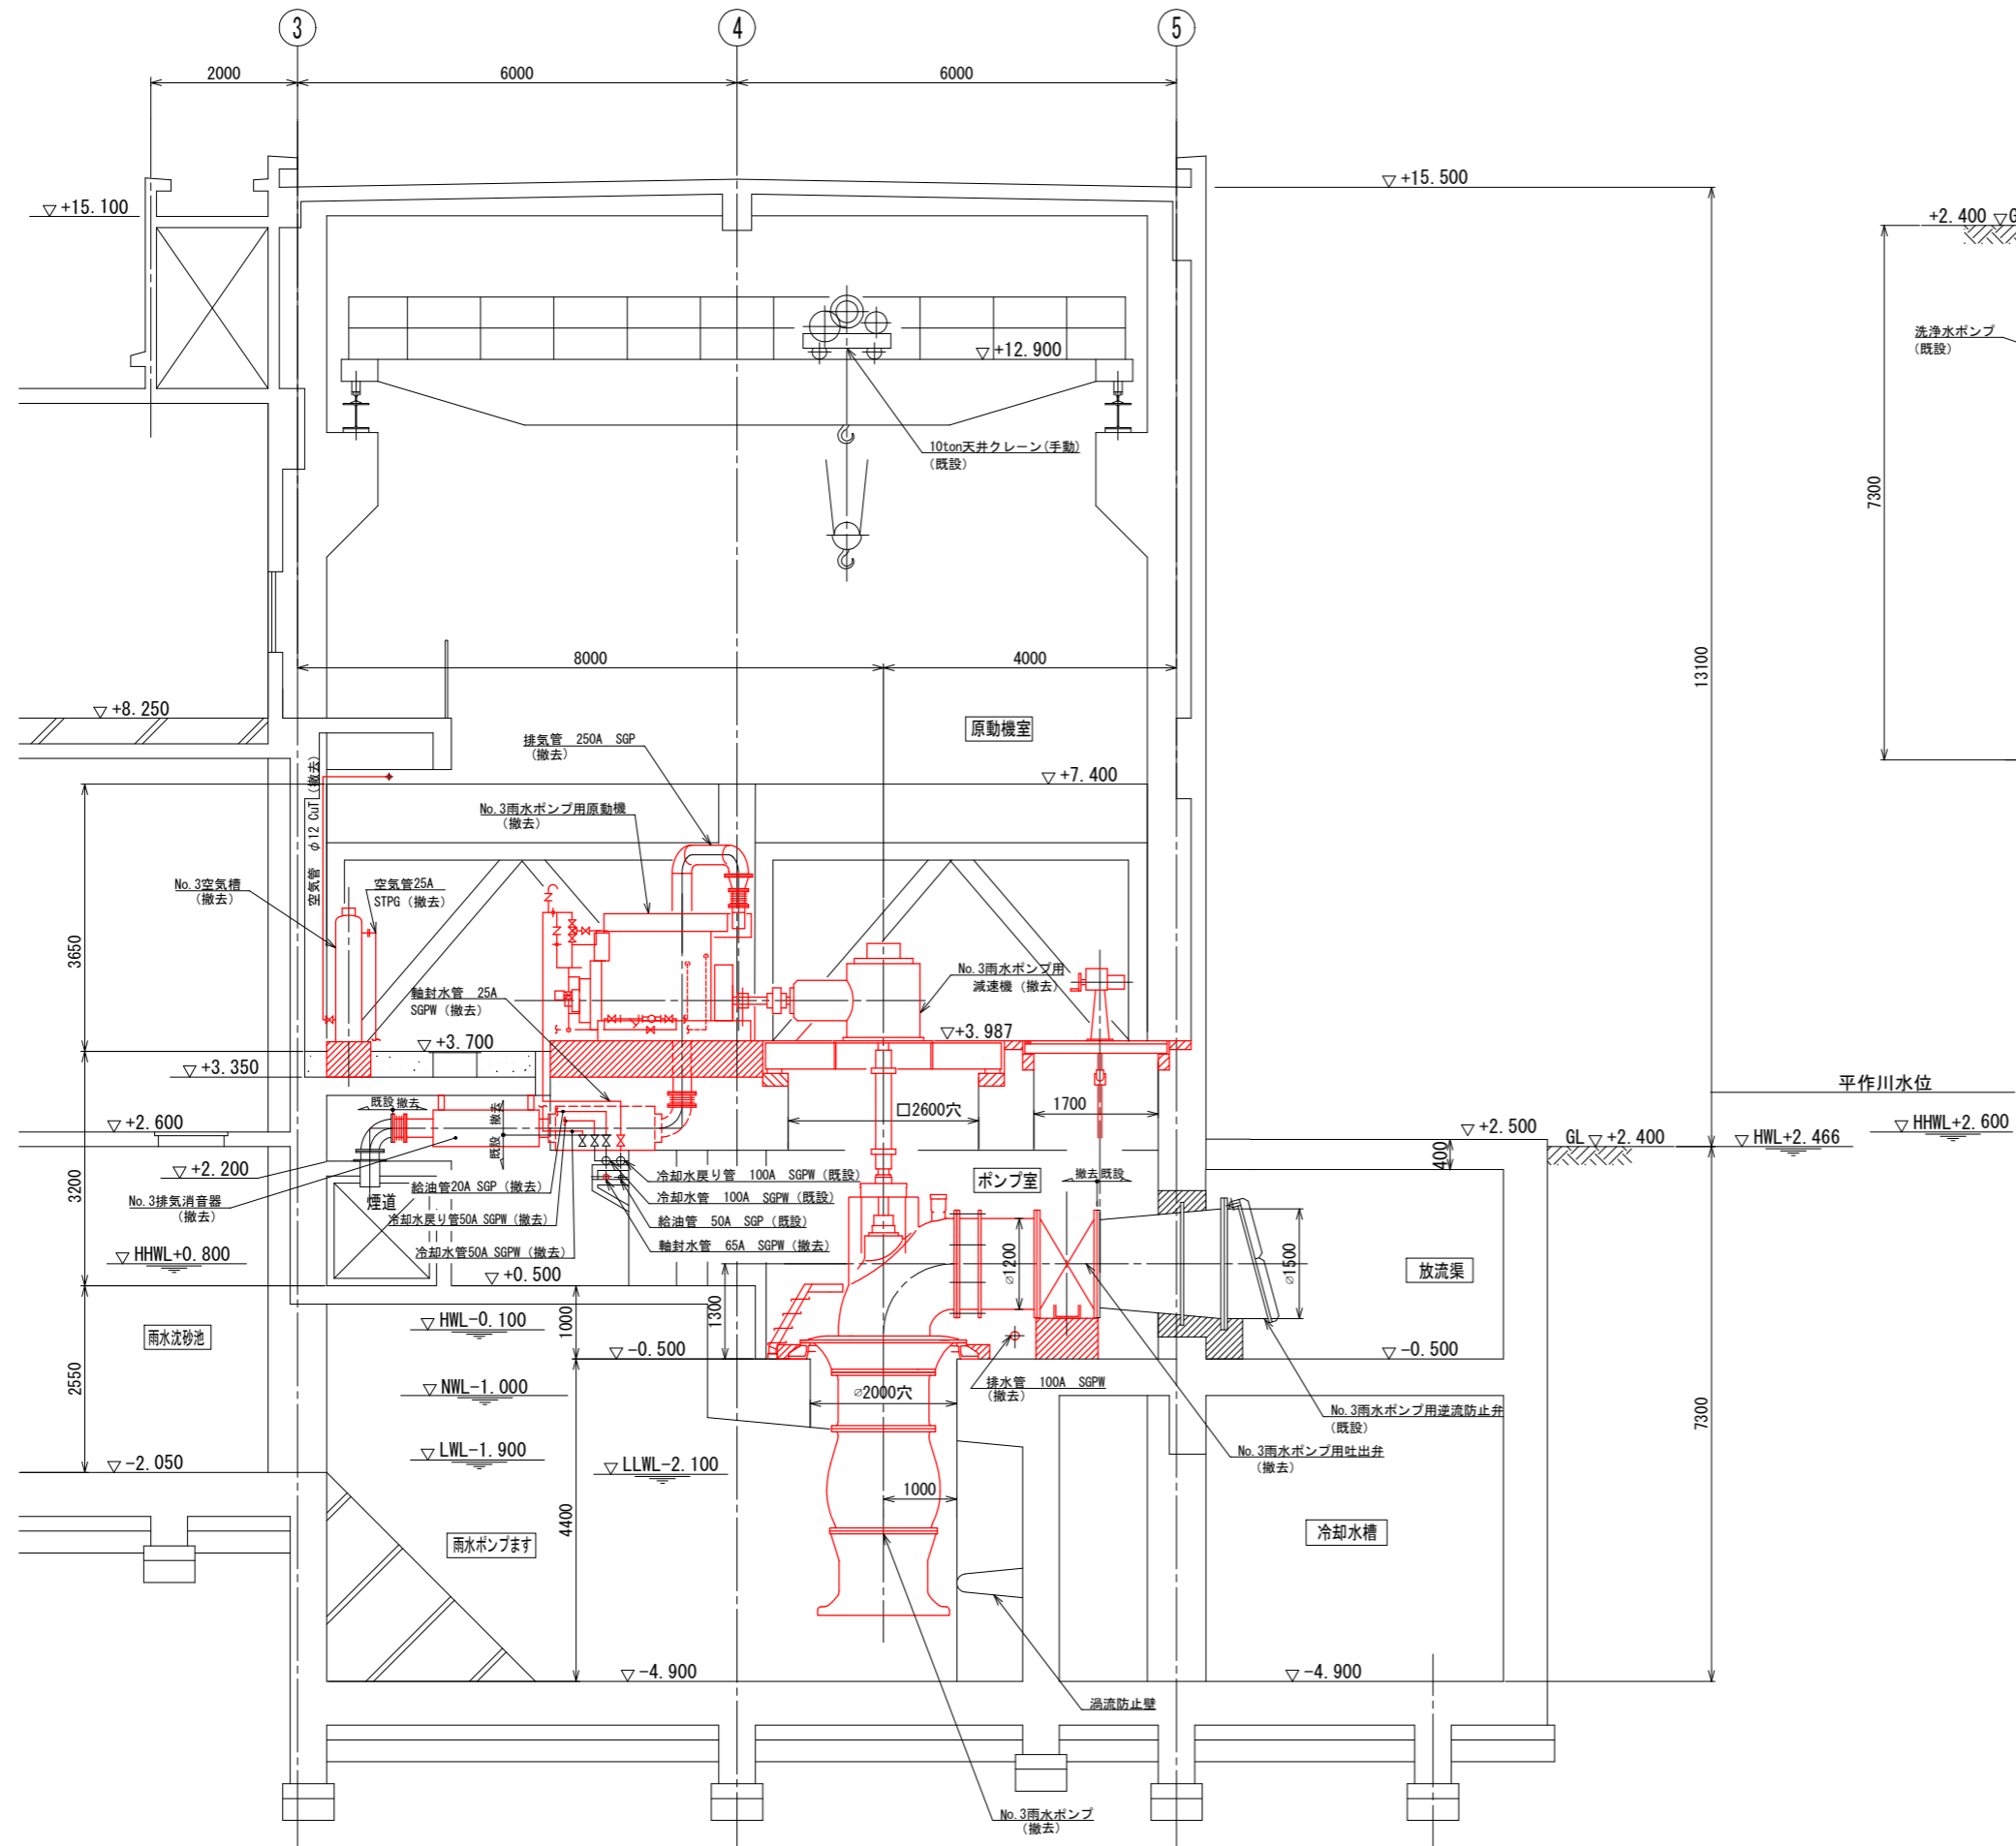 3
4
5
2000
6000
6000
▽+15.500
▽+15.100
+2.400 ▽G
▽+12.900
洗浄水ポンプ
(既設)
10ton天井クレーン(手動)
(既設)
7300
8000
4000
13100
▽+8.250
原動機室
排気管 250A SGP
(撤去)
▽+7.400
No.3雨水ポンプ用原動機
(撤去)
空気管 φ12 CuT (撤去)
No.3空気槽
(撤去)
空気管25A
STPG (撤去)
3650
軸封水管 25A
SGPW (撤去)
No.3雨水ポンプ用
減速機 (撤去)
▽+3.987
▽+3.700
▽+3.350
平作川水位
既設 撤去
撤去
既設
□2600穴
1700
▽+2.600
▽+2.500
GL ▽+2.400
▽HWL+2.466
▽HHWL+2.600
400
▽+2.200
3200
No.3排気消音器
(撤去)
煙道
給油管20A SGP (撤去)
冷却水戻り管50A SGPW (撤去)
冷却水管50A SGPW (撤去)
冷却水戻り管 100A SGPW (既設)
冷却水管 100A SGPW (既設)
給油管 50A SGP (既設)
軸封水管 65A SGPW (撤去)
ポンプ室
撤去 既設
▽HHWL+0.800
▽+0.500
1300
⌀1200
⌀1500
放流渠
雨水沈砂池
▽HWL-0.100
1000
▽-0.500
▽-0.500
2550
▽NWL-1.000
⌀2000穴
排水管 100A SGPW
(撤去)
No.3雨水ポンプ用逆流防止弁
(既設)
No.3雨水ポンプ用吐出弁
(撤去)
▽LWL-1.900
▽LLWL-2.100
▽-2.050
1000
4400
7300
雨水ポンプます
冷却水槽
▽-4.900
▽-4.900
渦流防止壁
No.3雨水ポンプ
(撤去)